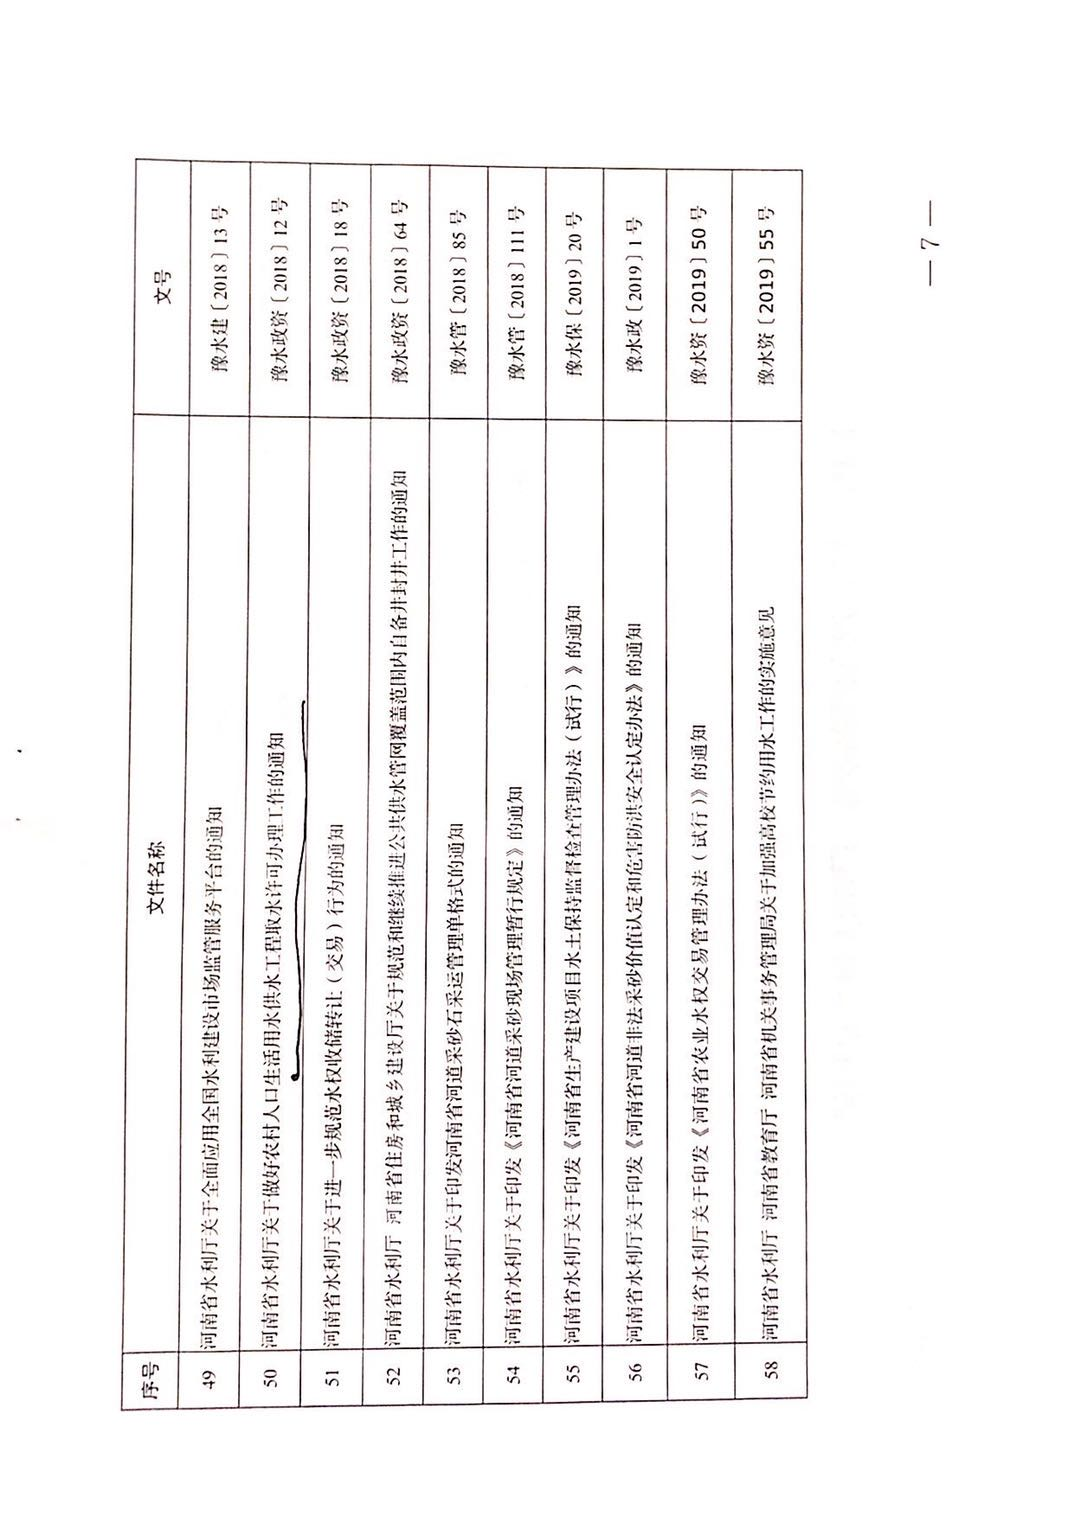 序号 文件名称 文号
49 河南省水利厅关于全面应用全国水利建设市场监管服务平台的通知 豫水建〔2018〕13号
50 河南省水利厅关于做好农村人口生活用水供水工程取水许可办理工作的通知 豫水政资〔2018〕12号
51 河南省水利厅关于进一步规范水权收储转让（交易）行为的通知 豫水政资〔2018〕18号
52 河南省水利厅 河南省住房和城乡建设厅关于规范和继续推进公共供水管网覆盖范围内自备井封井工作的通知 豫水政资〔2018〕64号
53 河南省水利厅关于印发河南省河道采砂石采运管理单格式的通知 豫水管〔2018〕85号
54 河南省水利厅关于印发《河南省河道采砂现场管理暂行规定》的通知 豫水管〔2018〕111号
55 河南省水利厅关于印发《河南省生产建设项目水土保持监督检查管理办法（试行）》的通知 豫水保〔2019〕20号
56 河南省水利厅关于印发《河南省河道非法采砂价值认定和危害防洪安全认定办法》的通知 豫水政〔2019〕1号
57 河南省水利厅关于印发《河南省农业水权交易管理办法（试行）》的通知 豫水资〔2019〕50号
58 河南省水利厅 河南省教育厅 河南省机关事务管理局关于加强高校节约用水工作的实施意见 豫水资〔2019〕55号
— 7 —